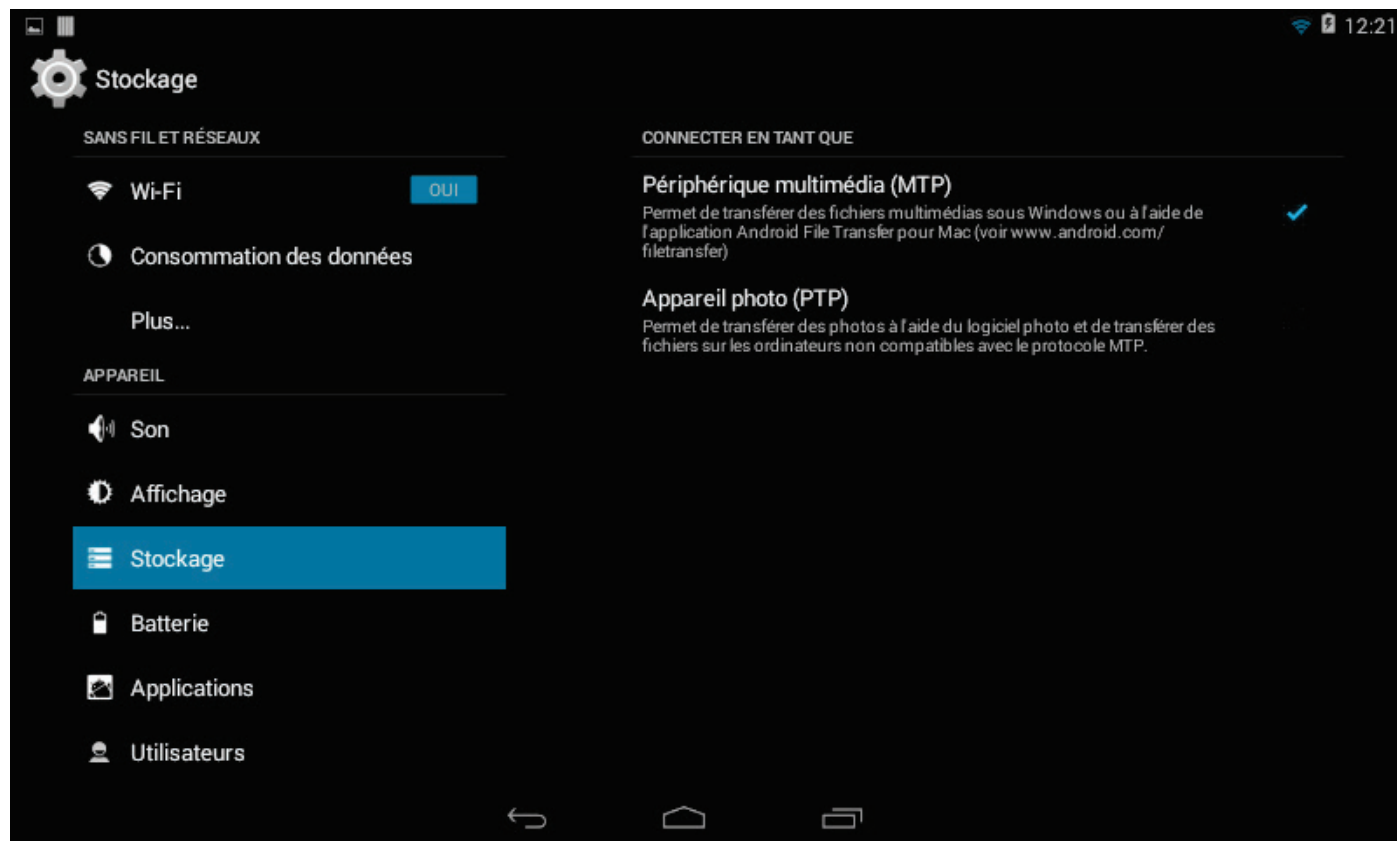 12:21
Stockage
SANS FIL ET RÉSEAUX
Wi-Fi
OUI
Consommation des données
Plus...
APPAREIL
Son
Affichage
Stockage
Batterie
Applications
Utilisateurs
CONNECTER EN TANT QUE
Périphérique multimédia (MTP)
Permet de transférer des fichiers multimédias sous Windows ou à l'aide de
l'application Android File Transfer pour Mac (voir www.android.com/
filetransfer)
Appareil photo (PTP)
Permet de transférer des photos à l'aide du logiciel photo et de transférer des
fichiers sur les ordinateurs non compatibles avec le protocole MTP.